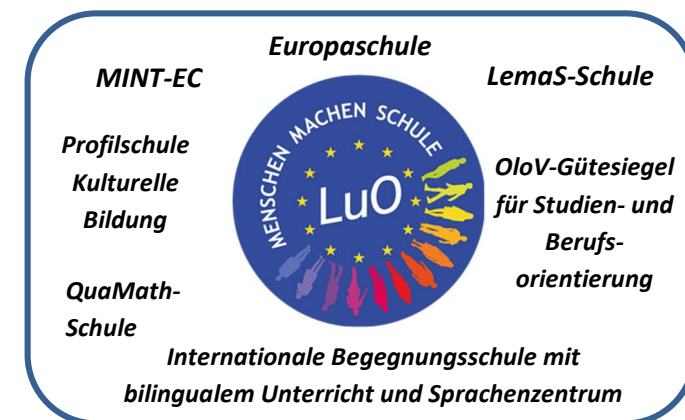 Europaschule
MINT-EC
LemaS-Schule
MENSCHEN MACHEN SCHULE
LuO
Profilschule
Kulturelle
Bildung
OloV-Gütesiegel
für Studien- und
Berufs-
orientierung
QuaMath-
Schule
Internationale Begegnungsschule mit
bilingualem Unterricht und Sprachenzentrum